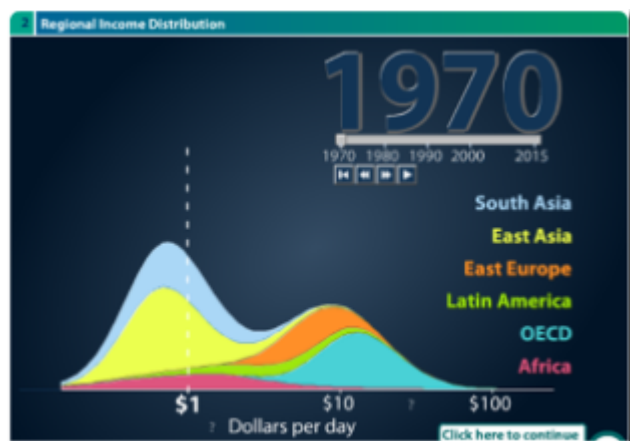 2 Regional Income Distribution
1970
1970 1980 1990 2000 2015
South Asia
East Asia
East Europe
Latin America
OECD
Africa
$1 $10 ? $100
? Dollars per day
Click here to continue